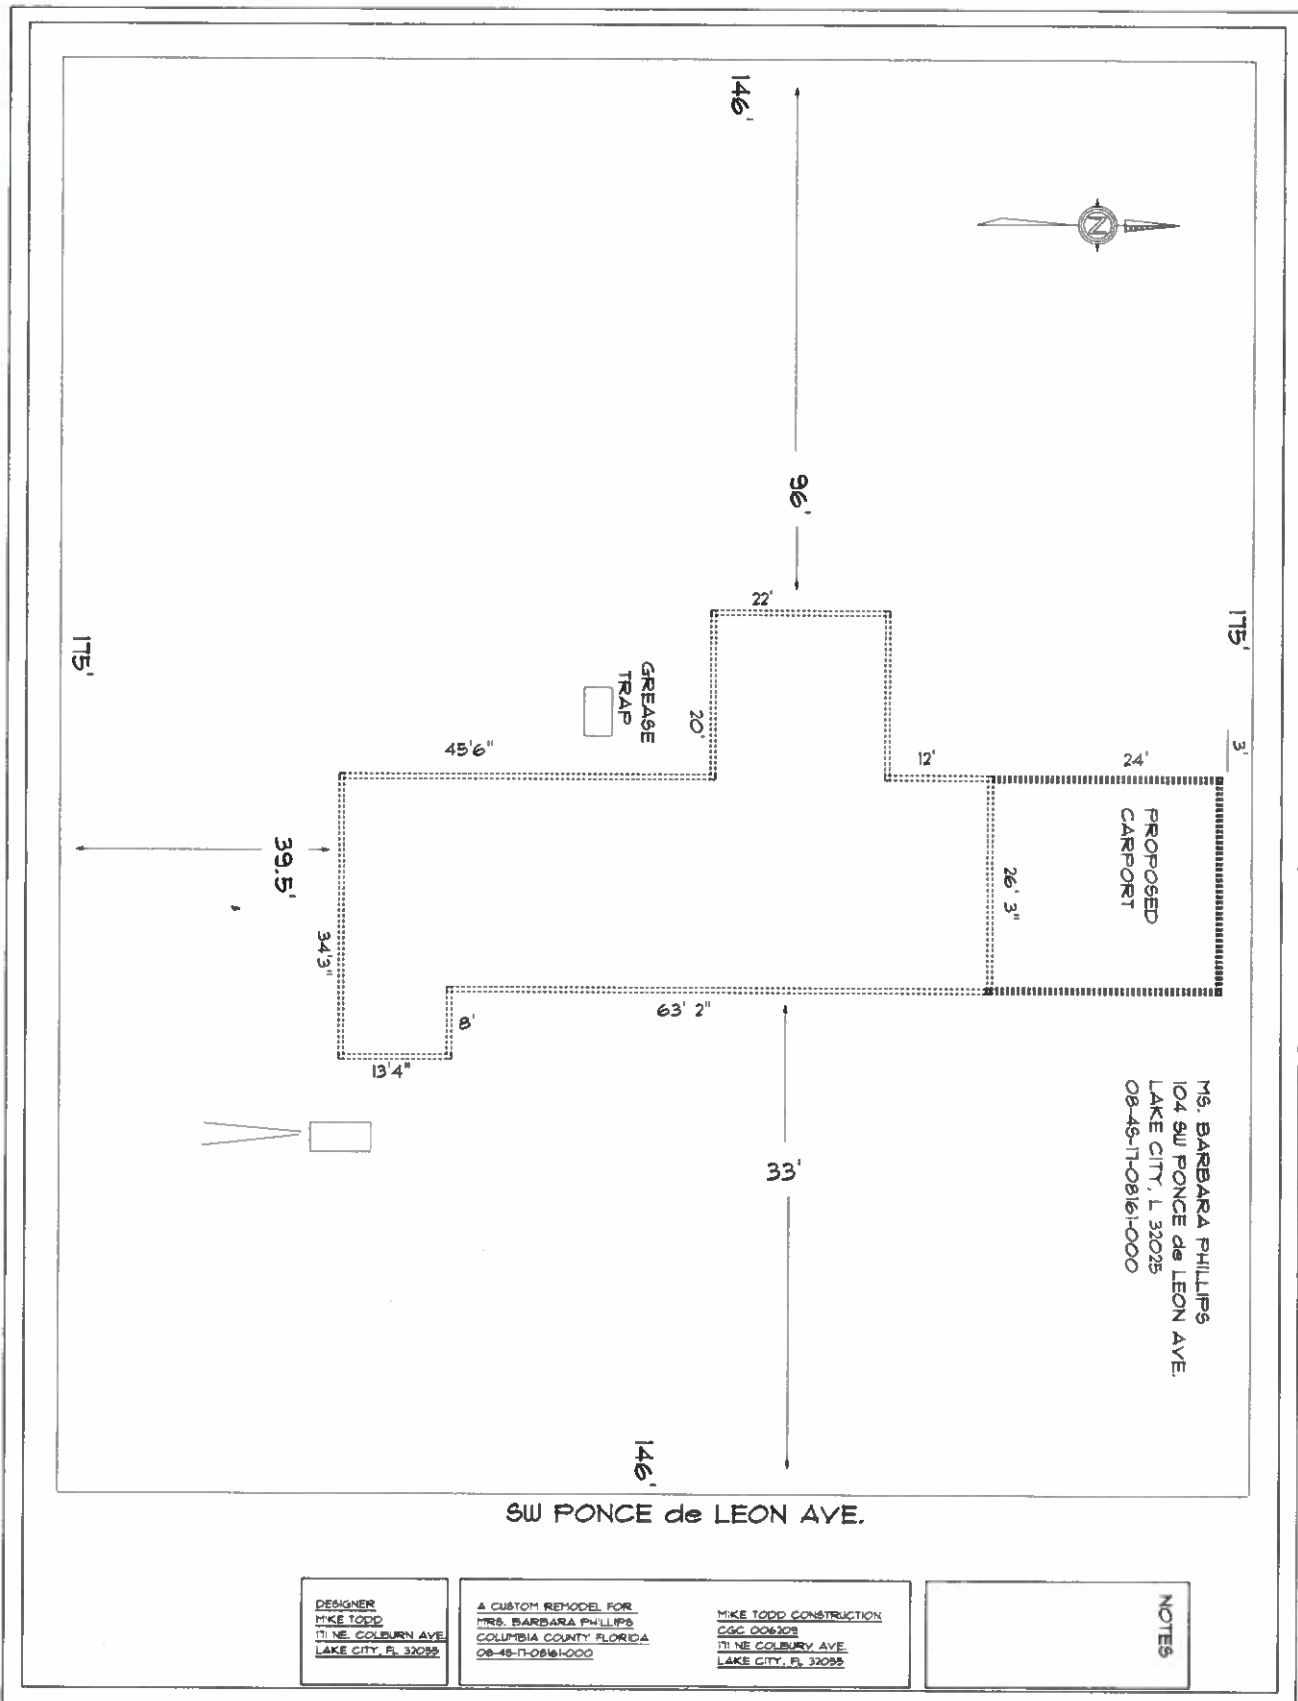 146'
96'
N
22'
175'
175'
GREASE
TRAP
20'
45'6"
12'
24'
3'
PROPOSED
CARPORT
26' 3"
39.5'
34'3"
63' 2"
8'
13'4"
33'
MS. BARBARA PHILLIPS
104 SW PONCE de LEON AVE.
LAKE CITY, L 32025
08-4S-17-08161-000
146'
SW PONCE de LEON AVE.
DESIGNER
MIKE TODD
171 NE. COLBURN AVE.
LAKE CITY, FL 32055
A CUSTOM REMODEL FOR
MRS. BARBARA PHILLIPS
COLUMBIA COUNTY FLORIDA
08-4S-17-08161-000
MIKE TODD CONSTRUCTION
CGC 006209
171 NE COLBURY AVE.
LAKE CITY, FL 32055
NOTES